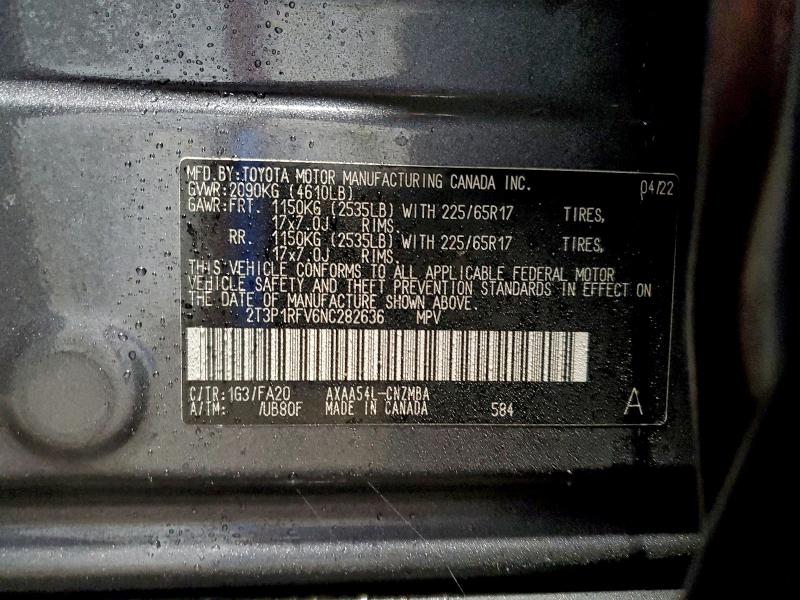 MFD.BY:TOYOTA MOTOR MANUFACTURING CANADA INC. 04/22
GVWR:2090KG (4610LB)
GAWR:FRT. 1150KG (2535LB) WITH 225/65R17 TIRES,
17x7.0J RIMS.
RR. 1150KG (2535LB) WITH 225/65R17 TIRES,
17x7.0J RIMS.
THIS VEHICLE CONFORMS TO ALL APPLICABLE FEDERAL MOTOR
VEHICLE SAFETY AND THEFT PREVENTION STANDARDS IN EFFECT ON
THE DATE OF MANUFACTURE SHOWN ABOVE.
2T3P1RFV6NC282636 MPV
C/TR:1G3/FA20 AXAA54L-CNZMBA
A/TM: /UB80F MADE IN CANADA 584 A